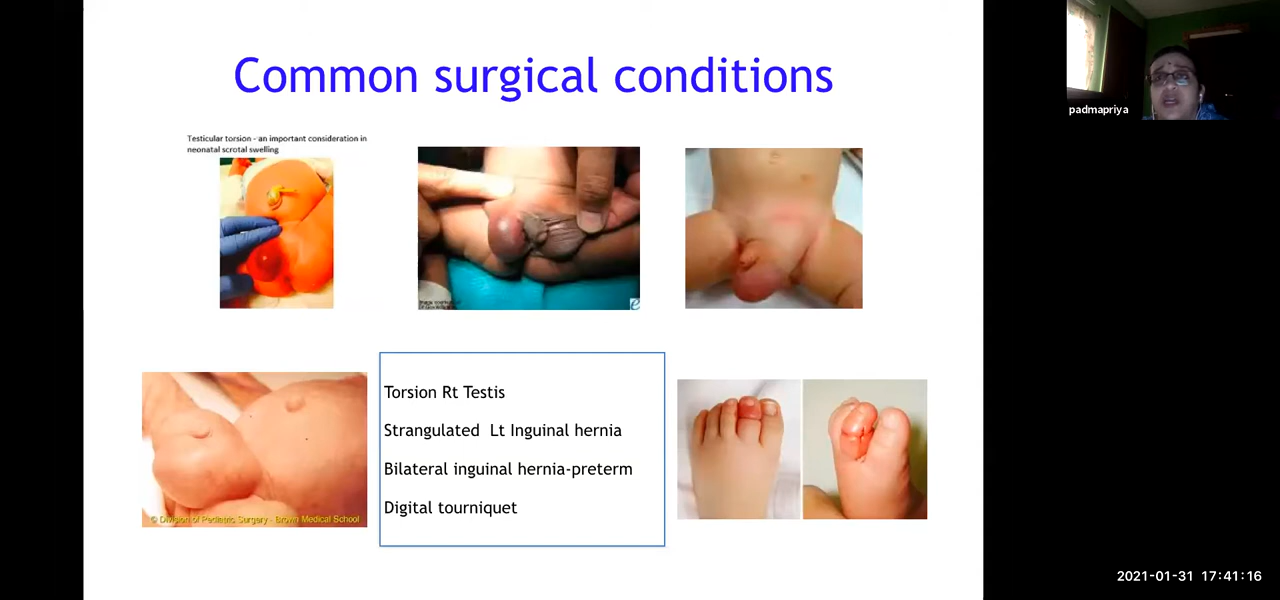 Common surgical conditions
padmapriya
Testicular torsion - an important consideration in
neonatal scrotal swelling
Torsion Rt Testis
Strangulated Lt Inguinal hernia
Bilateral inguinal hernia-preterm
Digital tourniquet
© Division of Pediatric Surgery - Brown Medical School
2021-01-31 17:41:16